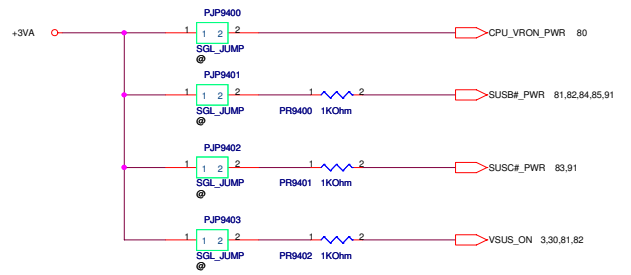 PJP9400
+3VA
1 1 2 2
CPU_VRON_PWR 80
SGL_JUMP
@
PJP9401
1 1 2 2 1 2
SUSB#_PWR 81,82,84,85,91
SGL_JUMP
PR9400 1KOhm
@
PJP9402
1 1 2 2 1 2
SUSC#_PWR 83,91
SGL_JUMP
PR9401 1KOhm
@
PJP9403
1 1 2 2 1 2
VSUS_ON 3,30,81,82
SGL_JUMP
PR9402 1KOhm
@